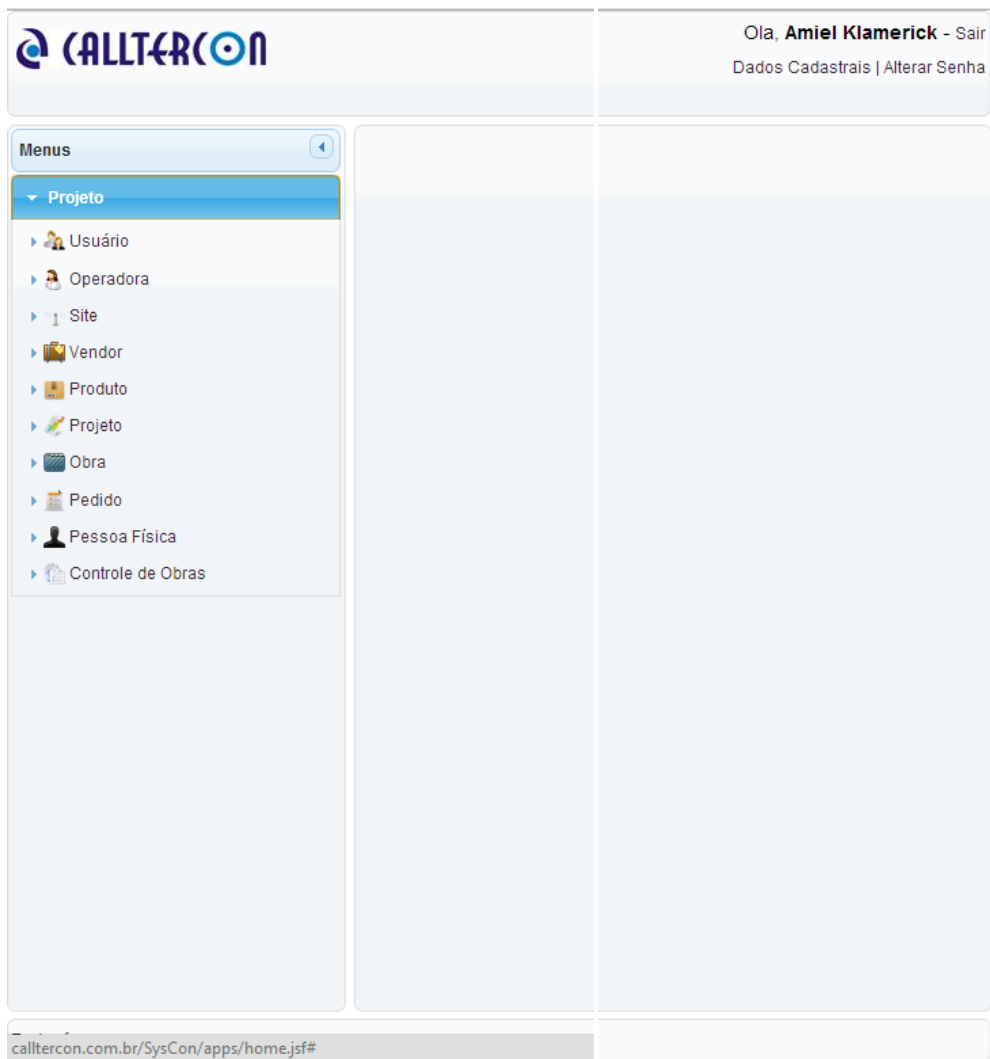 CALLTERCON
Ola, Amiel Klamerick - Sair
Dados Cadastrais | Alterar Senha
Menus
Projeto
Usuário
Operadora
Site
Vendor
Produto
Projeto
Obra
Pedido
Pessoa Física
Controle de Obras
calltercon.com.br/SysCon/apps/home.jsf#